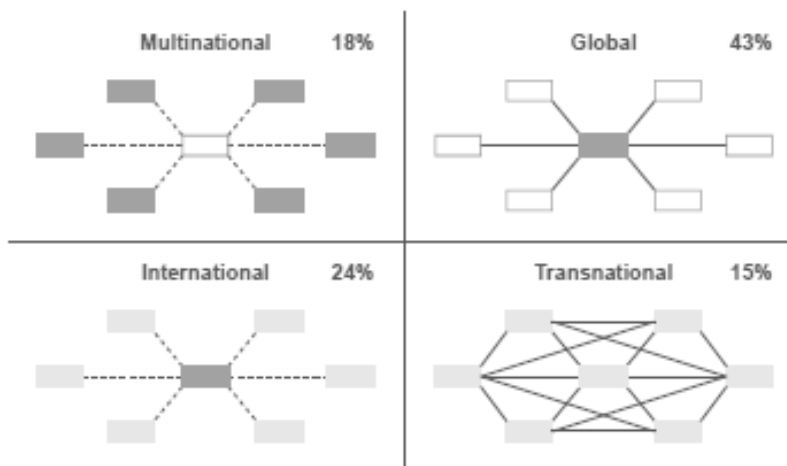 Multinational 18%
Global 43%
International 24%
Transnational 15%